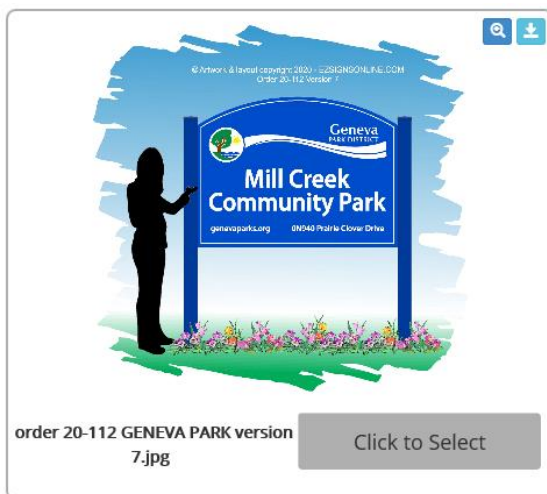 © Artwork & layout copyright 2020 - EZSIGNSONLINE.COM
Order 20-112 Version 7
Geneva
PARK DISTRICT
Mill Creek
Community Park
genevaparks.org 0N940 Prairie Clover Drive
order 20-112 GENEVA PARK version
7.jpg
Click to Select